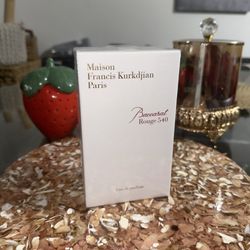 Maison
Francis Kurkdjian
Paris
Baccarat
Rouge 540
Eau de parfum